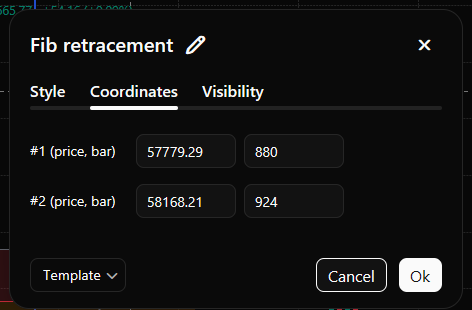 Fib retracement
Style Coordinates Visibility
#1 (price, bar) 57779.29 880
#2 (price, bar) 58168.21 924
Template Cancel Ok